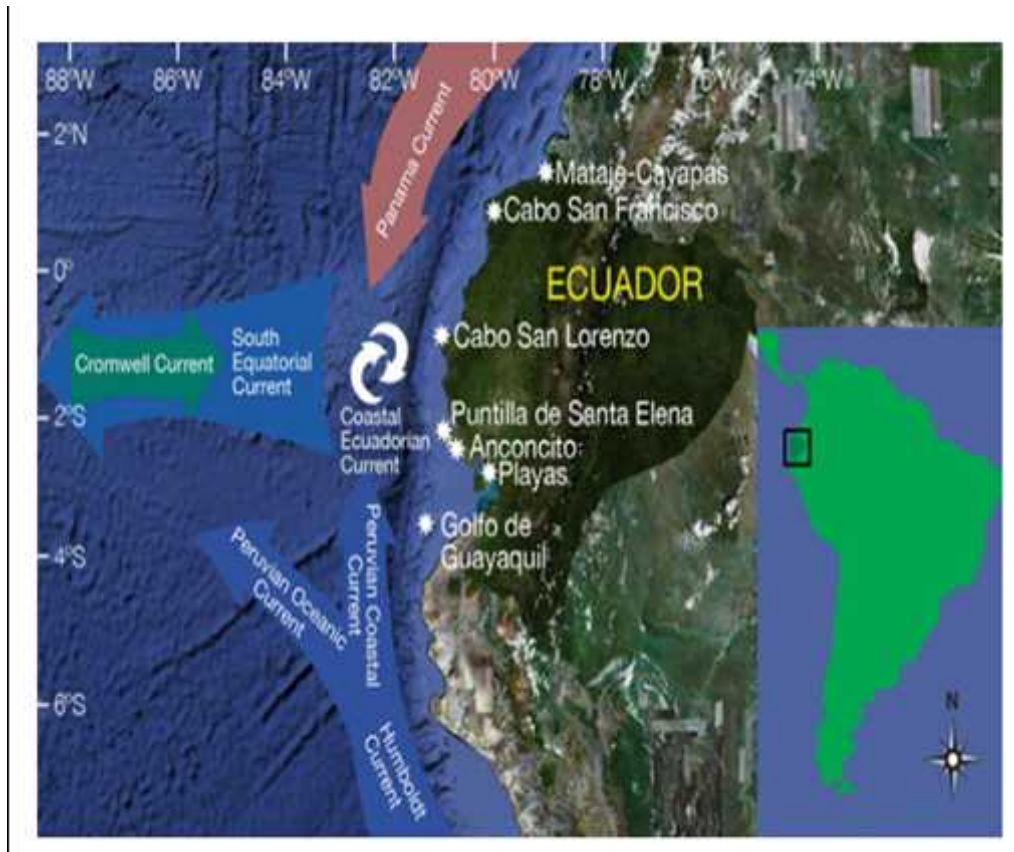 88°W 86°W 84°W 82°W 80°W 78°W 76°W 74°W
2°N
Panama Current
Mataje-Cayapas
Cabo San Francisco
0°
ECUADOR
Cabo San Lorenzo
Cromwell Current
South
Equatorial
Current
2°S
Coastal
Ecuadorian
Current
Puntilla de Santa Elena
Anconcito
Playas
Golfo de
Guayaquil
4°S
Peruvian Oceanic
Current
Peruvian Coastal
Current
6°S
Humboldt
Current
N